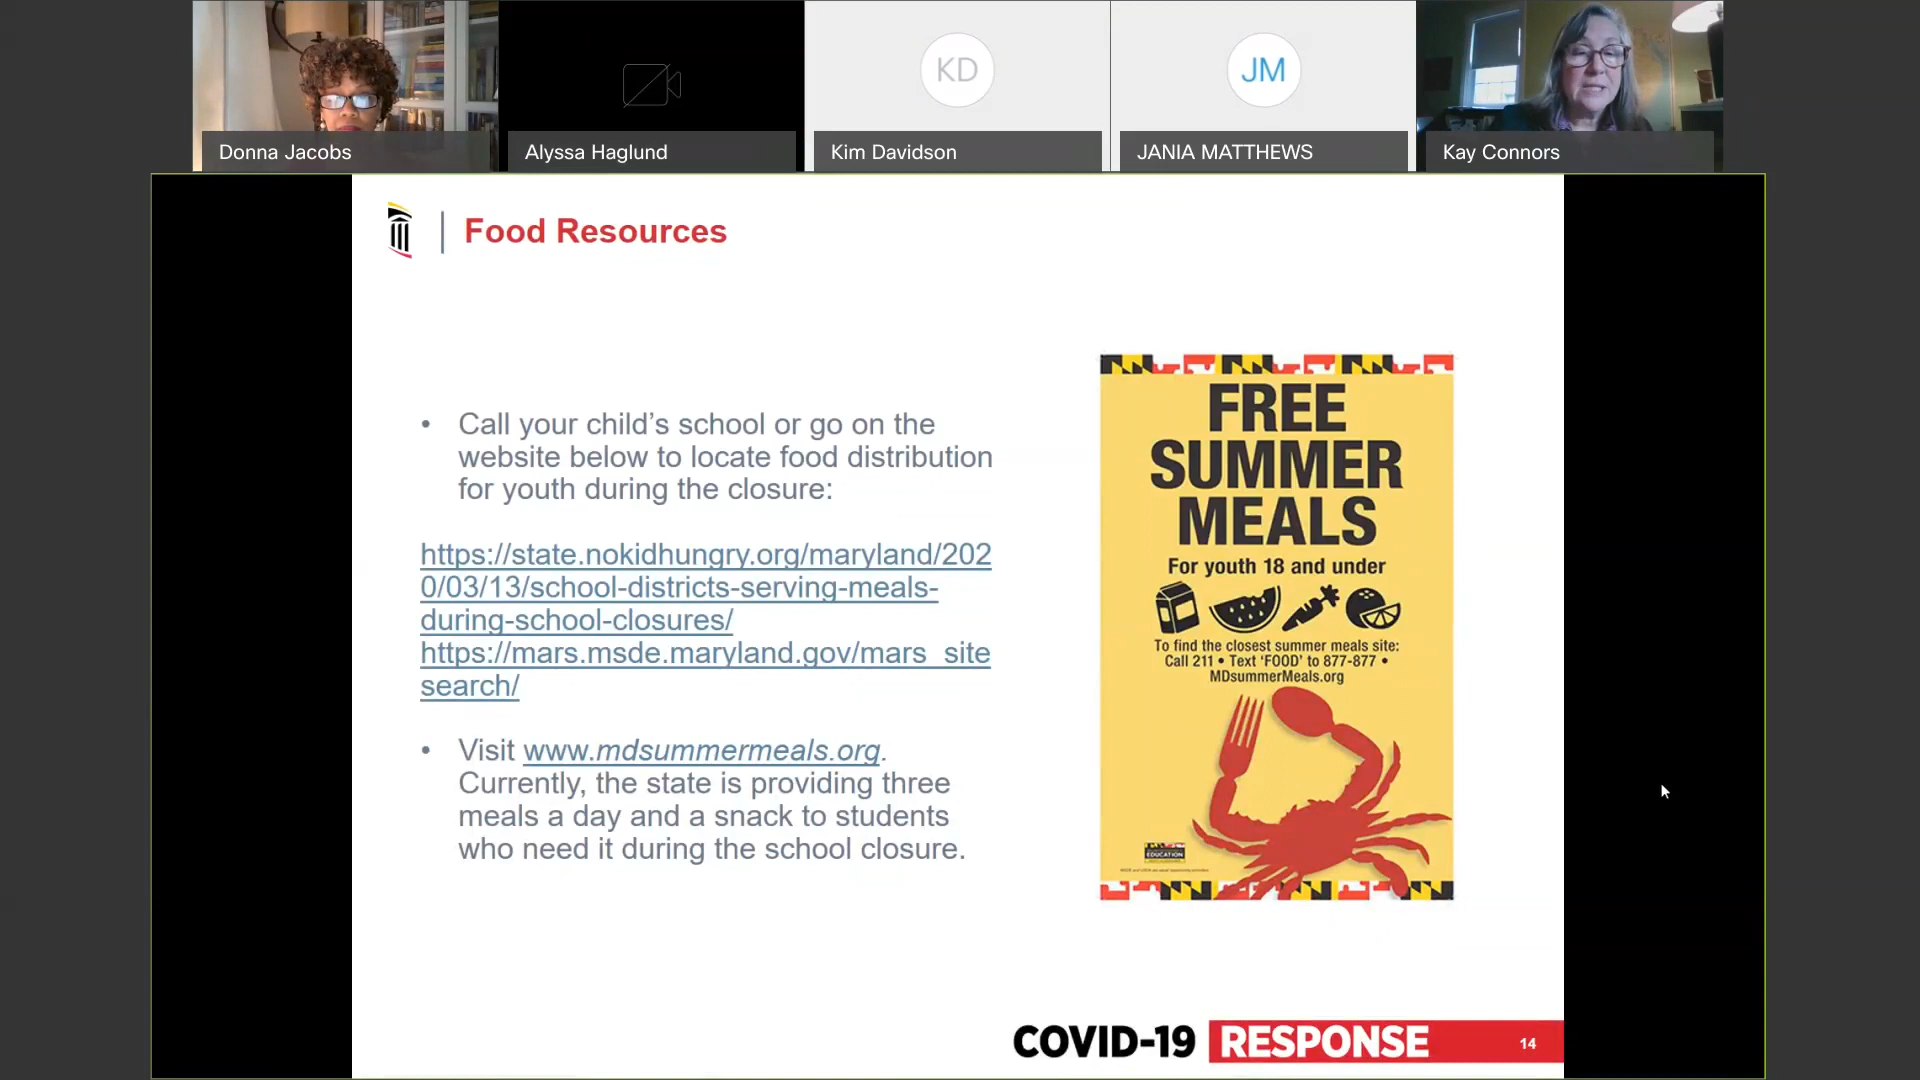 Donna Jacobs
Alyssa Haglund
KD
Kim Davidson
JM
JANIA MATTHEWS
Kay Connors
Food Resources
• Call your child’s school or go on the
website below to locate food distribution
for youth during the closure:
https://state.nokidhungry.org/maryland/202
0/03/13/school-districts-serving-meals-
during-school-closures/
https://mars.msde.maryland.gov/mars_site
search/
• Visit www.mdsummermeals.org.
Currently, the state is providing three
meals a day and a snack to students
who need it during the school closure.
FREE
SUMMER
MEALS
For youth 18 and under
To find the closest summer meals site:
Call 211 • Text ‘FOOD’ to 877-877 •
MDsummerMeals.org
EDUCATION
COVID-19 RESPONSE
14